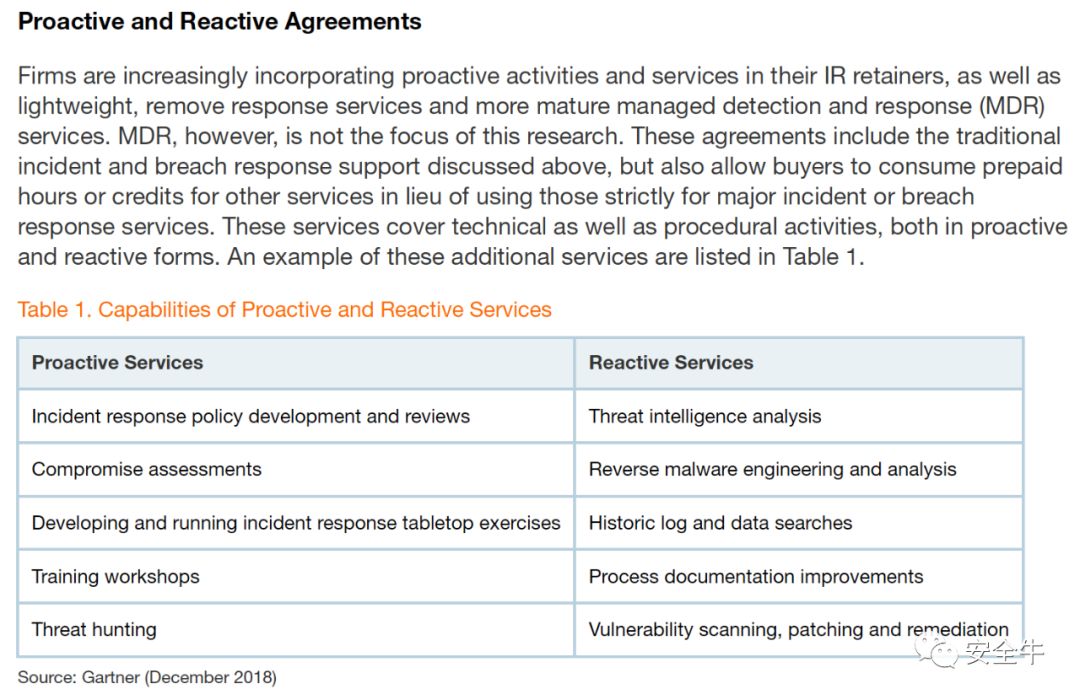 Proactive and Reactive Agreements
Firms are increasingly incorporating proactive activities and services in their IR retainers, as well as
lightweight, remove response services and more mature managed detection and response (MDR)
services. MDR, however, is not the focus of this research. These agreements include the traditional
incident and breach response support discussed above, but also allow buyers to consume prepaid
hours or credits for other services in lieu of using those strictly for major incident or breach
response services. These services cover technical as well as procedural activities, both in proactive
and reactive forms. An example of these additional services are listed in Table 1.
Table 1. Capabilities of Proactive and Reactive Services
Proactive Services Reactive Services
Incident response policy development and reviews Threat intelligence analysis
Compromise assessments Reverse malware engineering and analysis
Developing and running incident response tabletop exercises Historic log and data searches
Training workshops Process documentation improvements
Threat hunting Vulnerability scanning, patching and remediation
安全牛
Source: Gartner (December 2018)